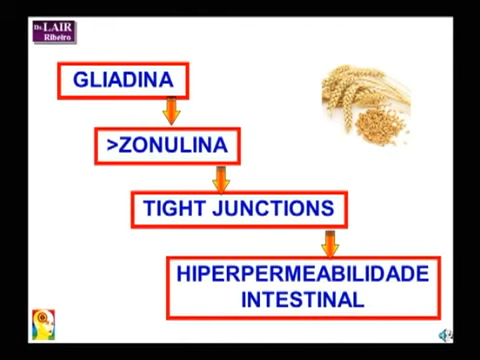 Dr. LAIR
Ribeiro
GLIADINA
>ZONULINA
TIGHT JUNCTIONS
HIPERPERMEABILIDADE
INTESTINAL